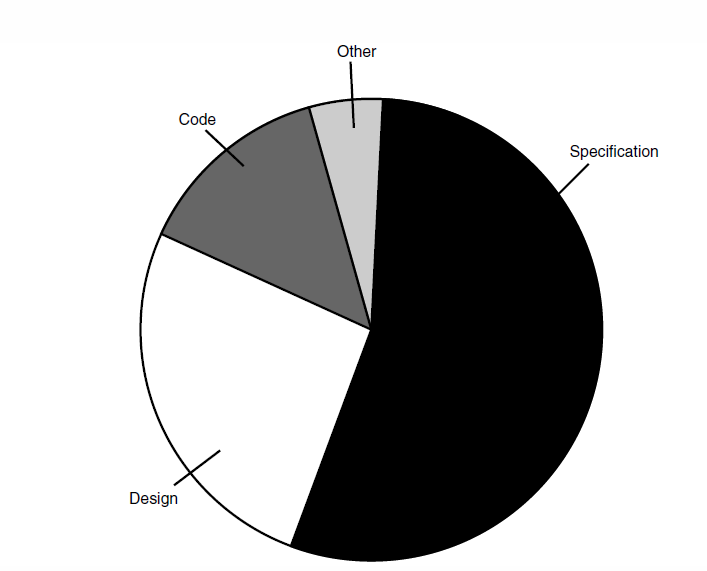 Other
Code
Specification
Design